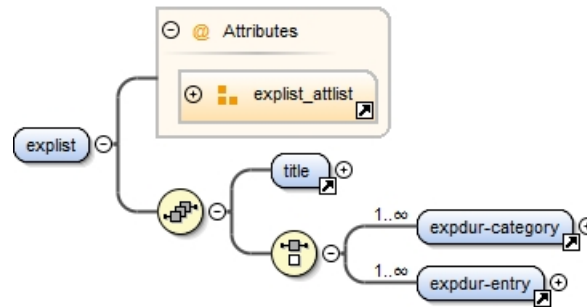 @ Attributes
explist_attlist
explist
title
1..∞
expdur-category
1..∞
expdur-entry